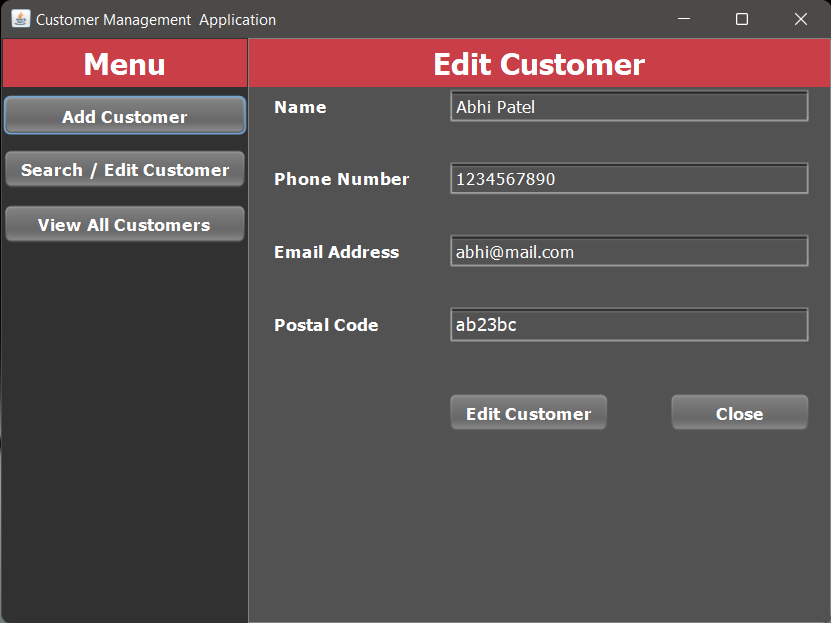 Customer Management  Application
Menu
Add Customer
Search / Edit Customer
View All Customers
Edit Customer
Name
Abhi Patel
Phone Number
1234567890
Email Address
abhi@mail.com
Postal Code
ab23bc
Edit Customer
Close